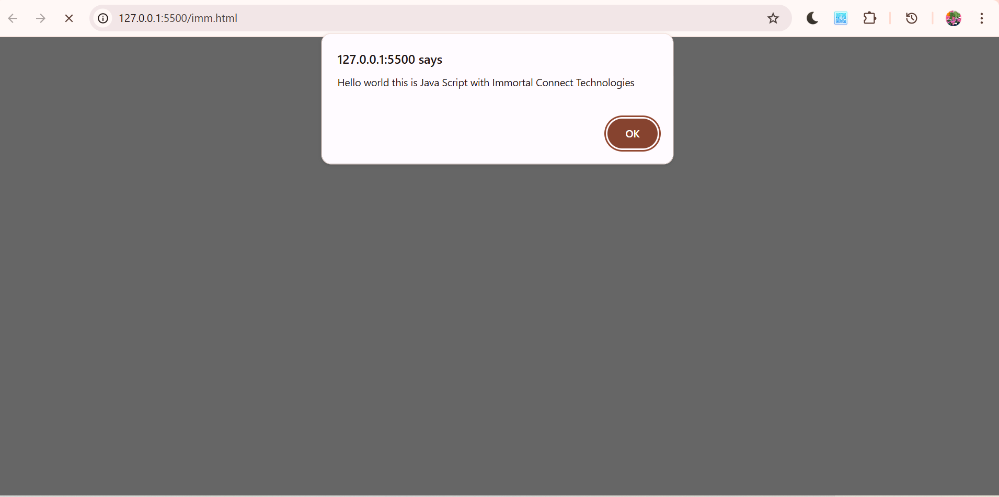 127.0.0.1:5500/imm.html
127.0.0.1:5500 says
Hello world this is Java Script with Immortal Connect Technologies
OK